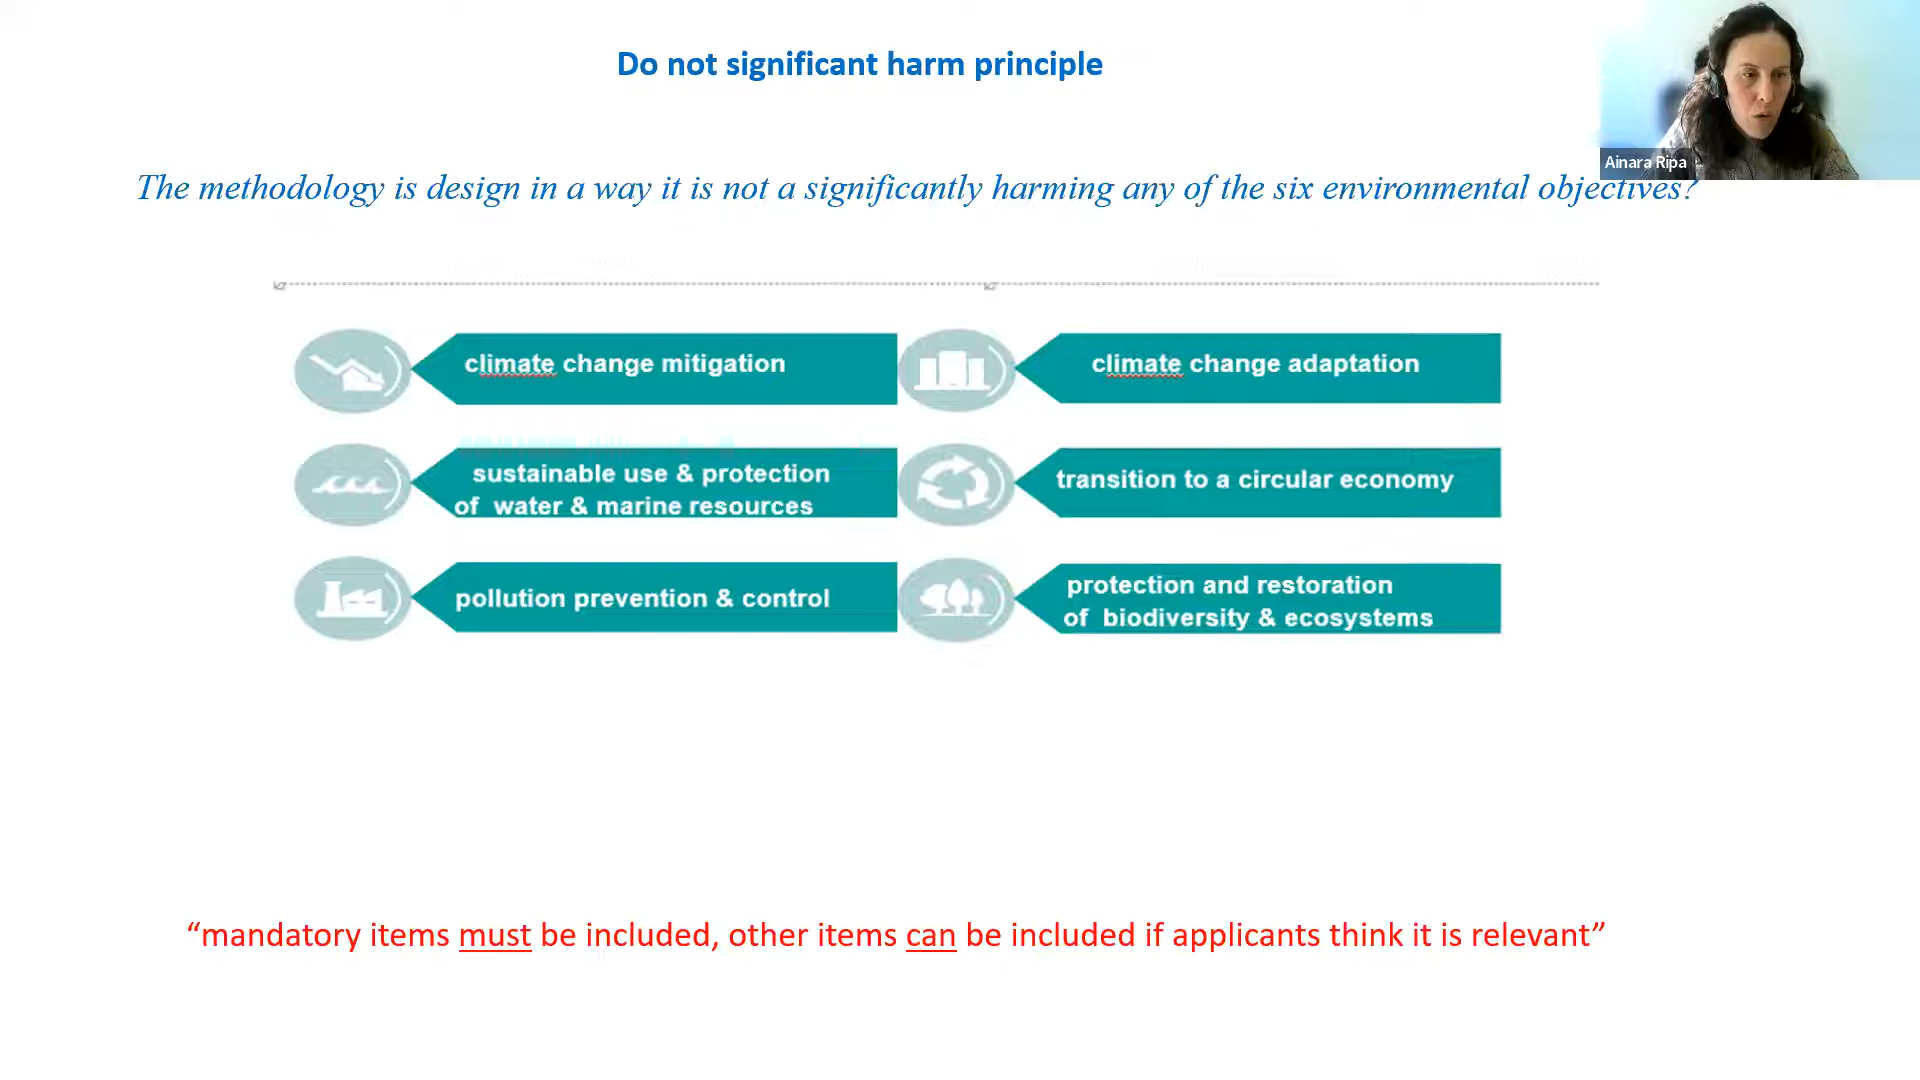 Do not significant harm principle
Ainara Ripa
The methodology is design in a way it is not a significantly harming any of the six environmental objectives?
climate change mitigation
climate change adaptation
sustainable use & protection
of water & marine resources
transition to a circular economy
pollution prevention & control
protection and restoration
of biodiversity & ecosystems
“mandatory items must be included, other items can be included if applicants think it is relevant”